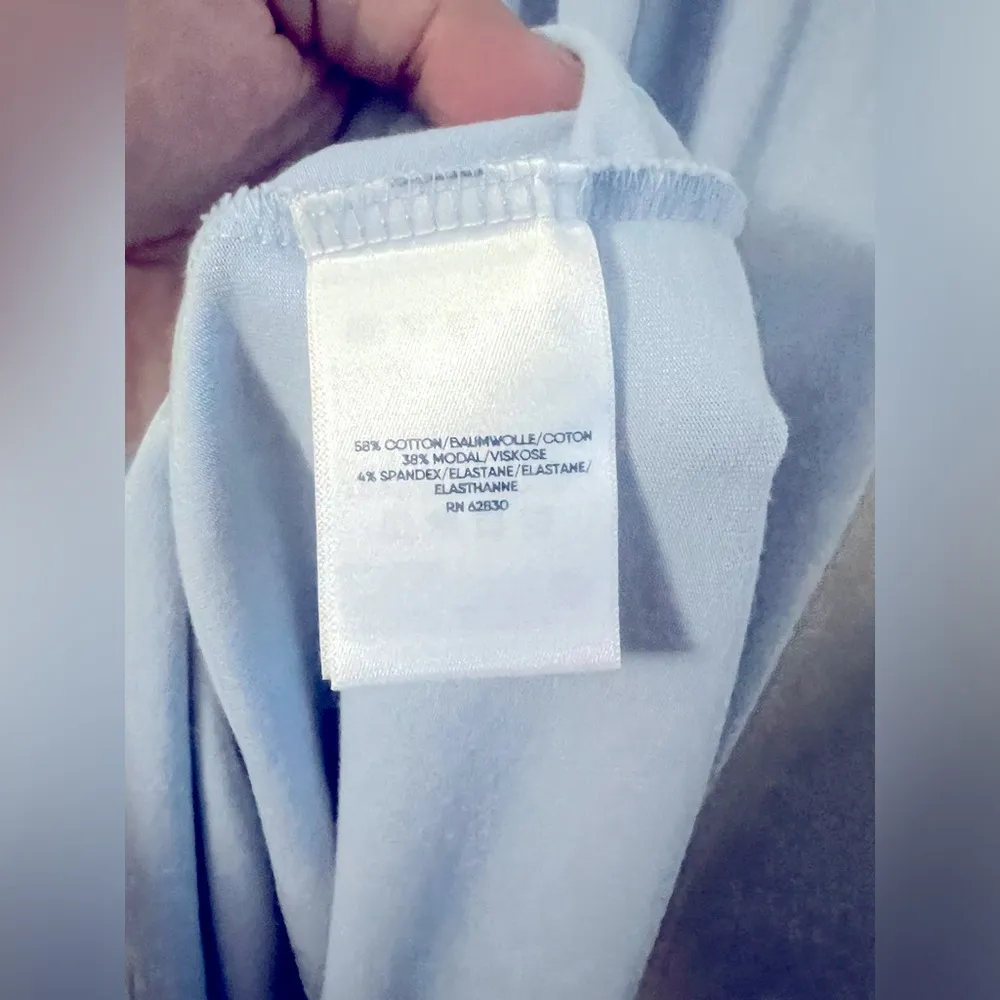 58% COTTON/BAUMWOLLE/COTON
38% MODAL/VISKOSE
4% SPANDEX/ELASTANE/ELASTANE/
ELASTHANNE
RN 62830